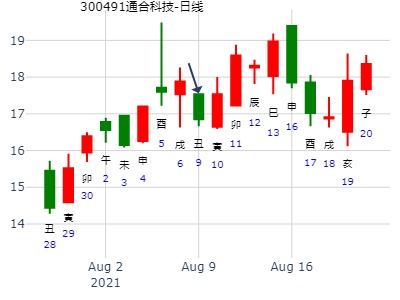 300491通合科技-日线
19
18
17
16
15
14
丑
28
寅
29
卯
30
午
2
未
3
申
4
酉
5
戌
6
丑
9
寅
10
卯
11
辰
12
巳
13
申
16
酉
17
戌
18
亥
19
子
20
Aug 2
2021
Aug 9
Aug 16